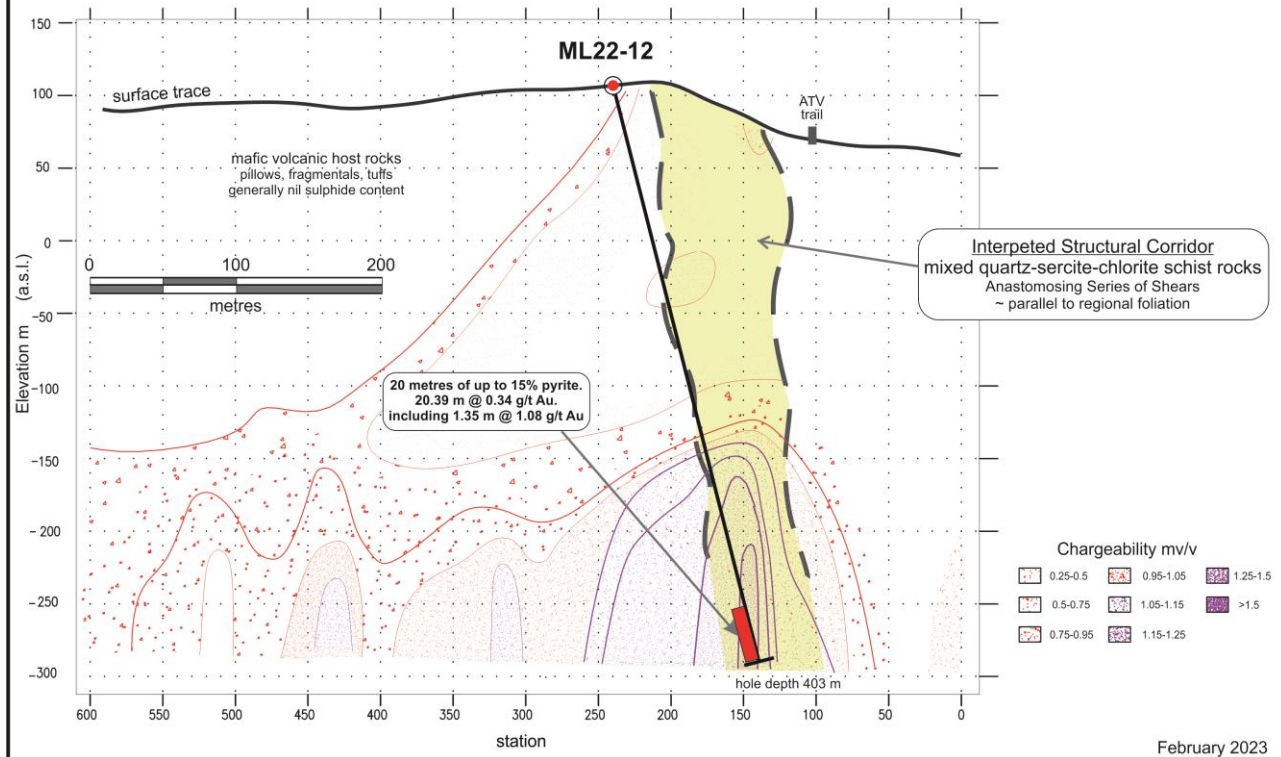 ML22-12
150
100
50
0
−50
−100
−150
−200
−250
−300
Elevation m (a.s.l.)
surface trace
ATV
trail
mafic volcanic host rocks
pillows, fragmentals, tuffs
generally nil sulphide content
0 100 200
metres
Interpeted Structural Corridor
mixed quartz-sercite-chlorite schist rocks
Anastomosing Series of Shears
~ parallel to regional foliation
20 metres of up to 15% pyrite.
20.39 m @ 0.34 g/t Au.
including 1.35 m @ 1.08 g/t Au
hole depth 403 m
600 550 500 450 400 350 300 250 200 150 100 50 0
station
Chargeability mv/v
0.25-0.5 0.95-1.05 1.25-1.5
0.5-0.75 1.05-1.15 >1.5
0.75-0.95 1.15-1.25
February 2023